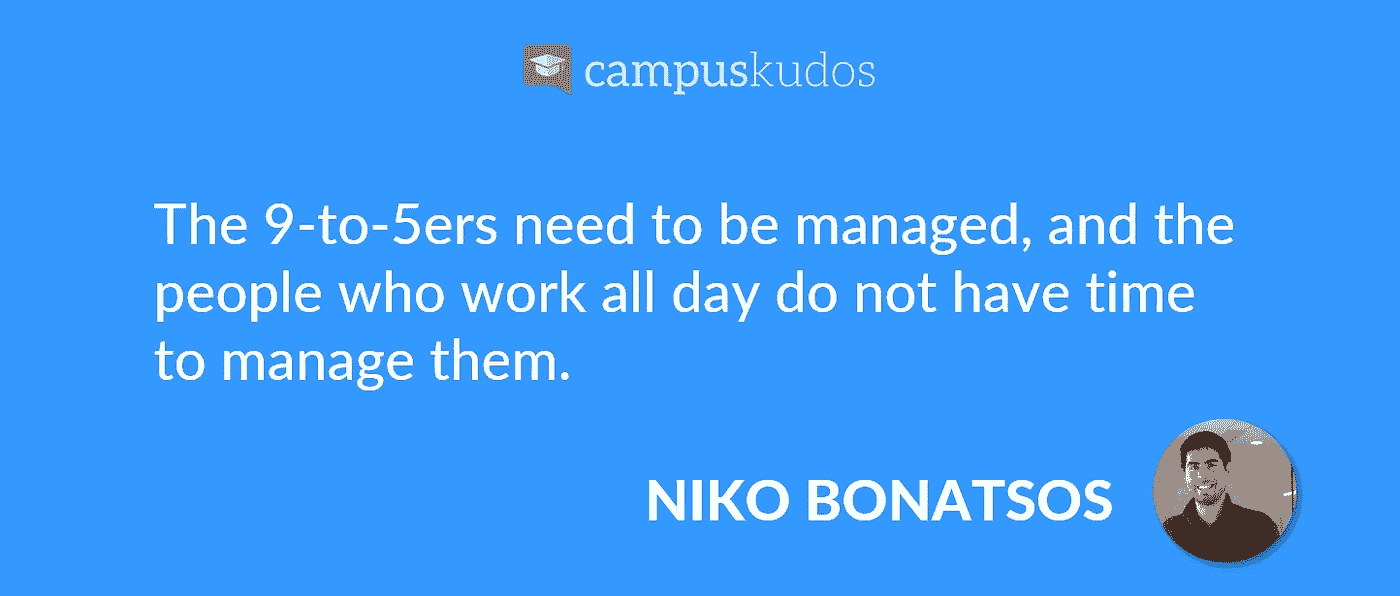 campuskudos
The 9-to-5ers need to be managed, and the
people who work all day do not have time
to manage them.
NIKO BONATSOS